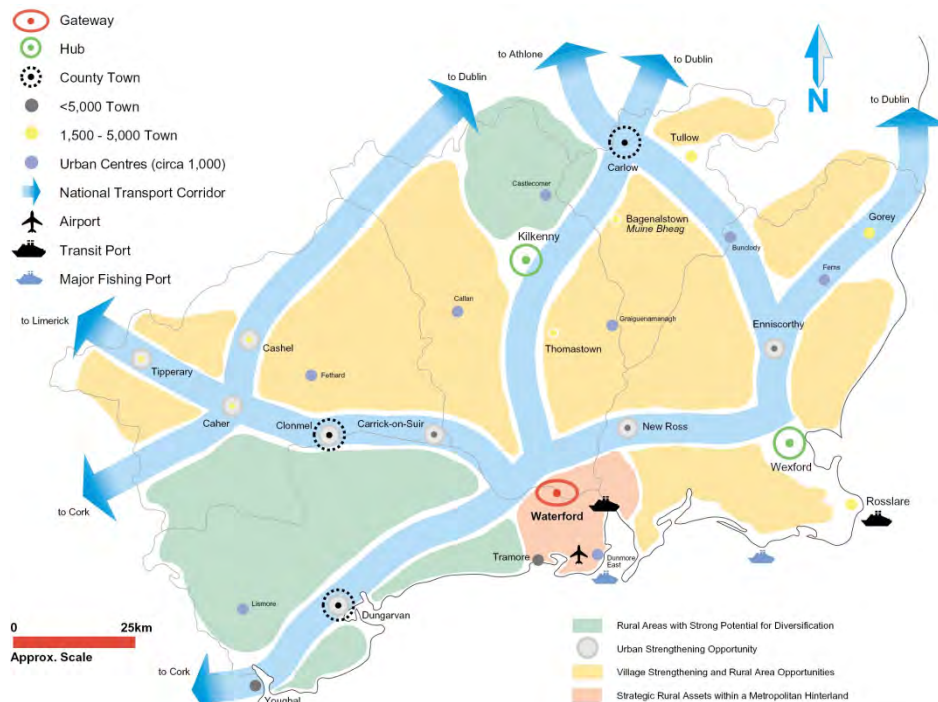 Gateway
Hub
County Town
<5,000 Town
1,500 - 5,000 Town
Urban Centres (circa 1,000)
National Transport Corridor
Airport
Transit Port
Major Fishing Port
to Athlone
to Dublin
to Dublin
to Dublin
N
Tullow
Carlow
Castlecomer
Bagenalstown
Muine Bheag
Kilkenny
Gorey
Bunclody
Ferns
Callan
Graiguenamanagh
to Limerick
Enniscorthy
Cashel
Thomastown
Tipperary
Fethard
Caher
Clonmel
Carrick-on-Suir
New Ross
Wexford
to Cork
Waterford
Rosslare
Tramore
Dunmore
East
Lismore
Dungarvan
0
25km
Approx. Scale
to Cork
Youghal
Rural Areas with Strong Potential for Diversification
Urban Strengthening Opportunity
Village Strengthening and Rural Area Opportunities
Strategic Rural Assets within a Metropolitan Hinterland